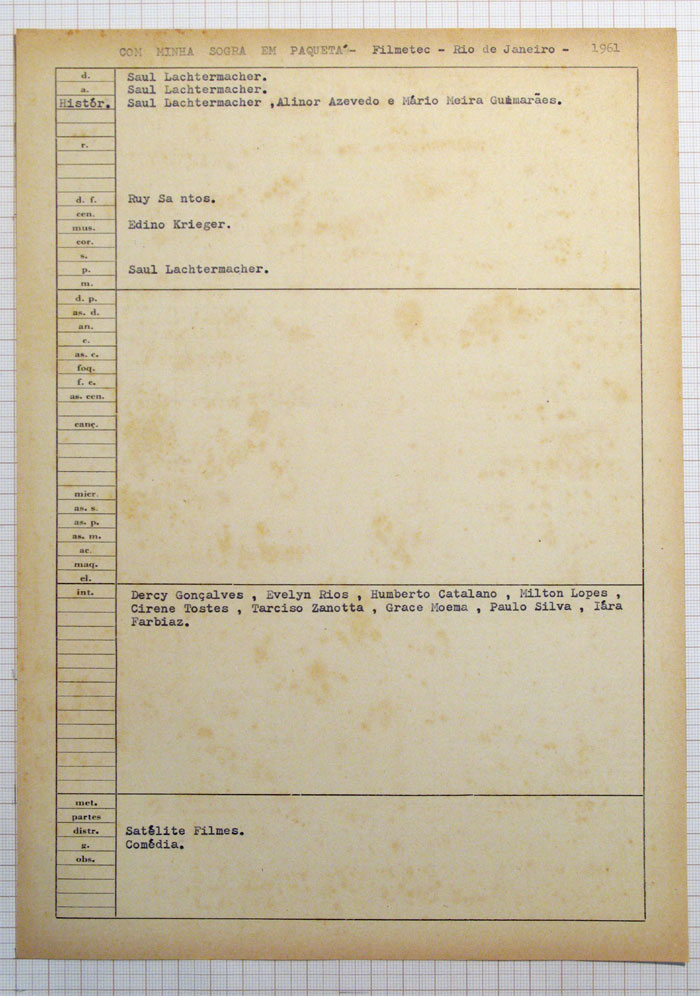 COM MINHA SOGRA EM PAQUETÁ - Filmetec - Rio de Janeiro - 1961
d. Saul Lachtermacher.
a. Saul Lachtermacher.
Histór. Saul Lachtermacher ,Alinor Azevedo e Mário Meira Guimarães.
r.
d. f. Ruy Sa ntos.
cen.
mus. Edino Krieger.
cor.
s.
p. Saul Lachtermacher.
m.
d. p.
as. d.
an.
c.
as. c.
foq.
f. c.
as. cen.
canç.
micr.
as. s.
as. p.
as. m.
ac.
maq.
el.
int. Dercy Gonçalves , Evelyn Rios , Humberto Catalano , Milton Lopes ,
Cirene Tostes , Tarciso Zanotta , Grace Moema , Paulo Silva , Iára
Farbiaz.
met.
partes
distr. Satélite Filmes.
g. Comédia.
obs.